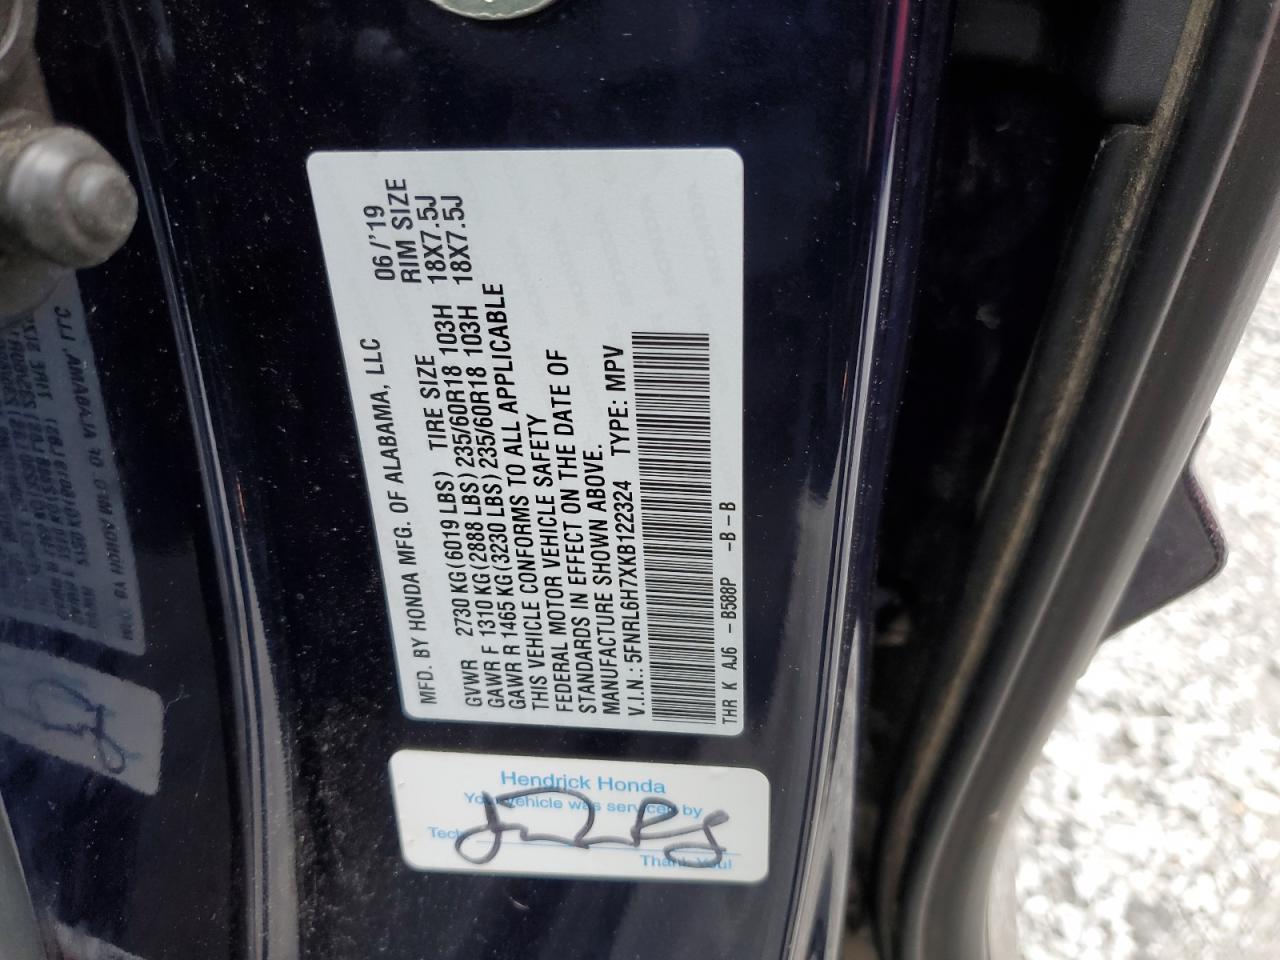 MFD. BY HONDA MFG. OF ALABAMA, LLC 06/'19
GVWR 2730 KG(6019 LBS) TIRE SIZE RIM SIZE
GAWR F 1310 KG(2888 LBS) 235/60R18 103H 18X7.5J
GAWR R 1465 KG(3230 LBS) 235/60R18 103H 18X7.5J
THIS VEHICLE CONFORMS TO ALL APPLICABLE
FEDERAL MOTOR VEHICLE SAFETY
STANDARDS IN EFFECT ON THE DATE OF
MANUFACTURE SHOWN ABOVE.
V.I.N.:5FNRL6H7XKB122324 TYPE: MPV
THR K AJ6 -B588P -B-B
Hendrick Honda
Your vehicle was serviced by
Tech
Thank You!